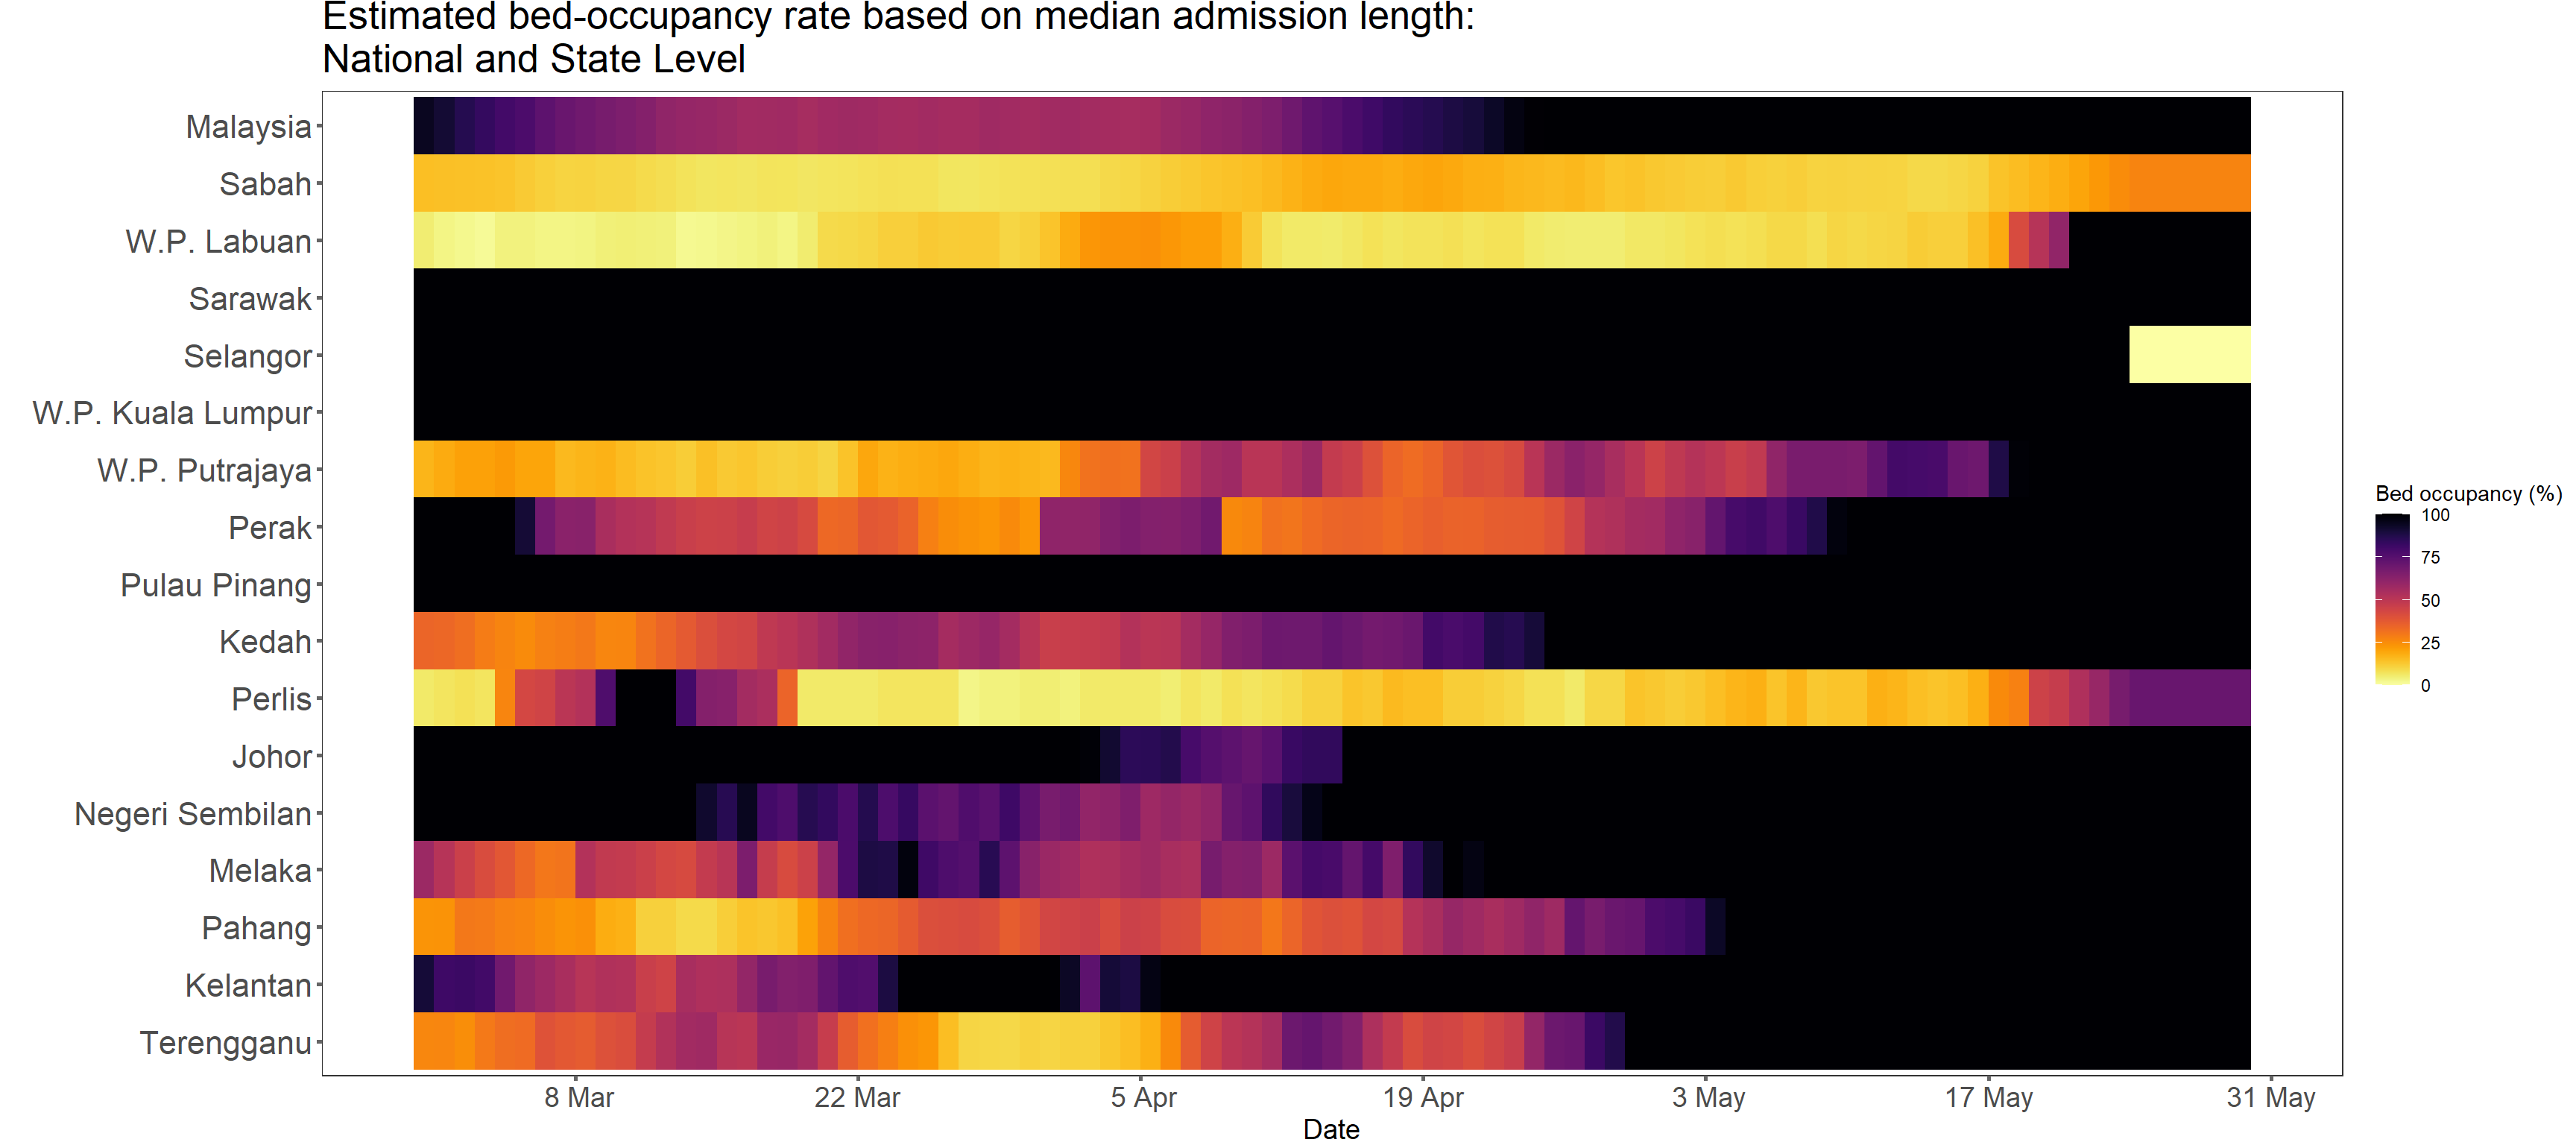 Estimated bed-occupancy rate based on median admission length:
National and State Level
Malaysia
Sabah
W.P. Labuan
Sarawak
Selangor
W.P. Kuala Lumpur
W.P. Putrajaya
Perak
Pulau Pinang
Kedah
Perlis
Johor
Negeri Sembilan
Melaka
Pahang
Kelantan
Terengganu
8 Mar
22 Mar
5 Apr
19 Apr
3 May
17 May
31 May
Date
Bed occupancy (%)
100
75
50
25
0